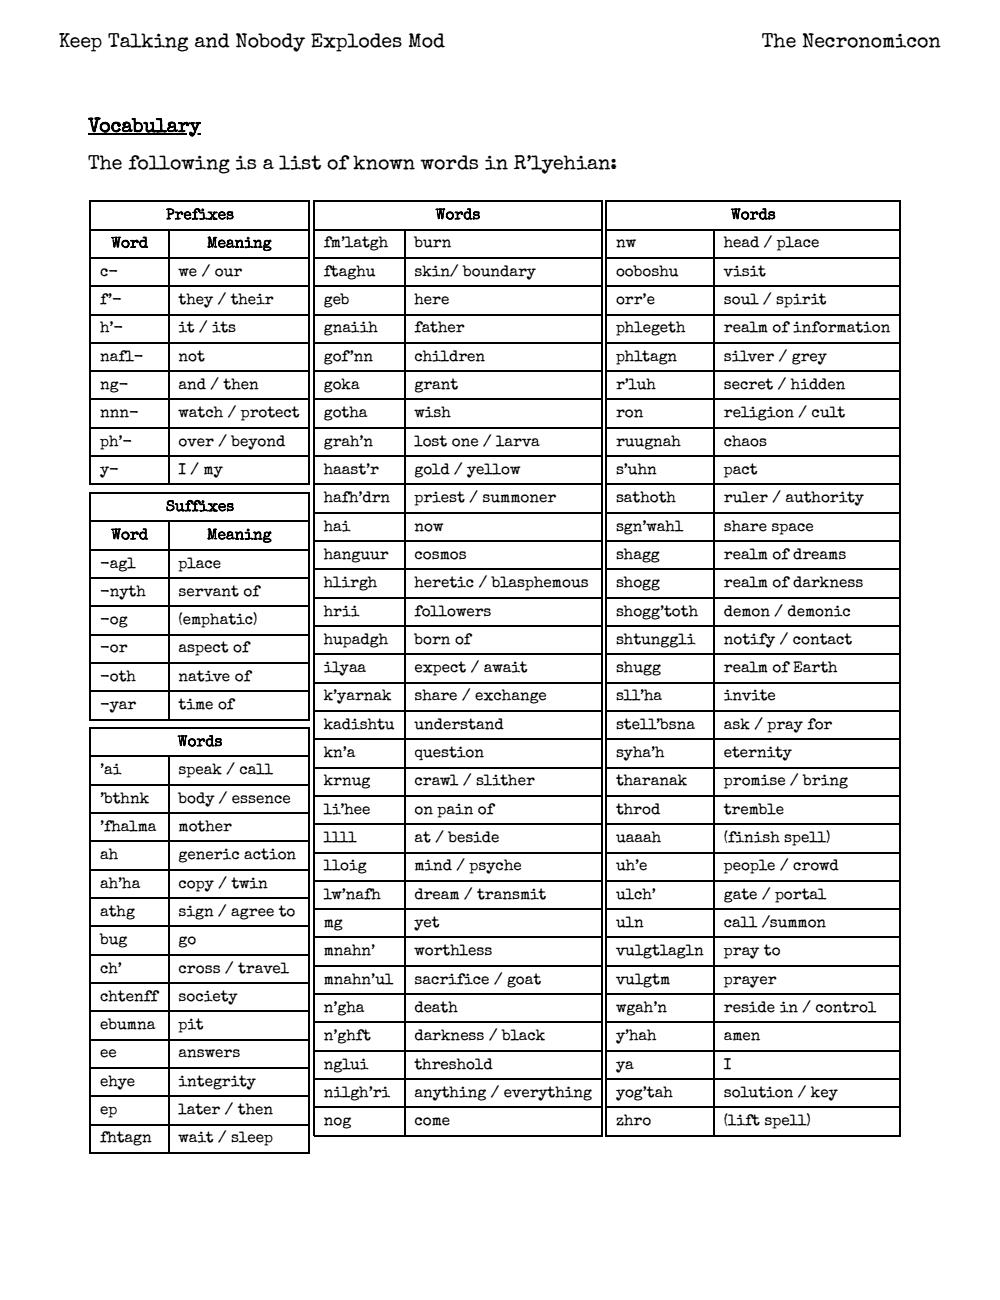 Keep Talking and Nobody Explodes Mod The Necronomicon
Vocabulary
The following is a list of known words in R’lyehian:
Prefixes
Word Meaning
c– we / our
f’– they / their
h’– it / its
nafl– not
ng– and / then
nnn– watch / protect
ph’– over / beyond
y– I / my
Suffixes
Word Meaning
–agl place
–nyth servant of
–og (emphatic)
–or aspect of
–oth native of
–yar time of
Words
’ai speak / call
’bthnk body / essence
’fhalma mother
ah generic action
ah’ha copy / twin
athg sign / agree to
bug go
ch’ cross / travel
chtenff society
ebumna pit
ee answers
ehye integrity
ep later / then
fhtagn wait / sleep
Words
fm’latgh burn
ftaghu skin/ boundary
geb here
gnaiih father
gof’nn children
goka grant
gotha wish
grah’n lost one / larva
haast’r gold / yellow
hafh’drn priest / summoner
hai now
hanguur cosmos
hlirgh heretic / blasphemous
hrii followers
hupadgh born of
ilyaa expect / await
k’yarnak share / exchange
kadishtu understand
kn’a question
krnug crawl / slither
li’hee on pain of
llll at / beside
lloig mind / psyche
lw’nafh dream / transmit
mg yet
mnahn’ worthless
mnahn’ul sacrifice / goat
n’gha death
n’ghft darkness / black
nglui threshold
nilgh’ri anything / everything
nog come
Words
nw head / place
ooboshu visit
orr’e soul / spirit
phlegeth realm of information
phltagn silver / grey
r’luh secret / hidden
ron religion / cult
ruugnah chaos
s’uhn pact
sathoth ruler / authority
sgn’wahl share space
shagg realm of dreams
shogg realm of darkness
shogg’toth demon / demonic
shtunggli notify / contact
shugg realm of Earth
sll’ha invite
stell’bsna ask / pray for
syha’h eternity
tharanak promise / bring
throd tremble
uaaah (finish spell)
uh’e people / crowd
ulch’ gate / portal
uln call /summon
vulgtlagln pray to
vulgtm prayer
wgah’n reside in / control
y’hah amen
ya I
yog’tah solution / key
zhro (lift spell)